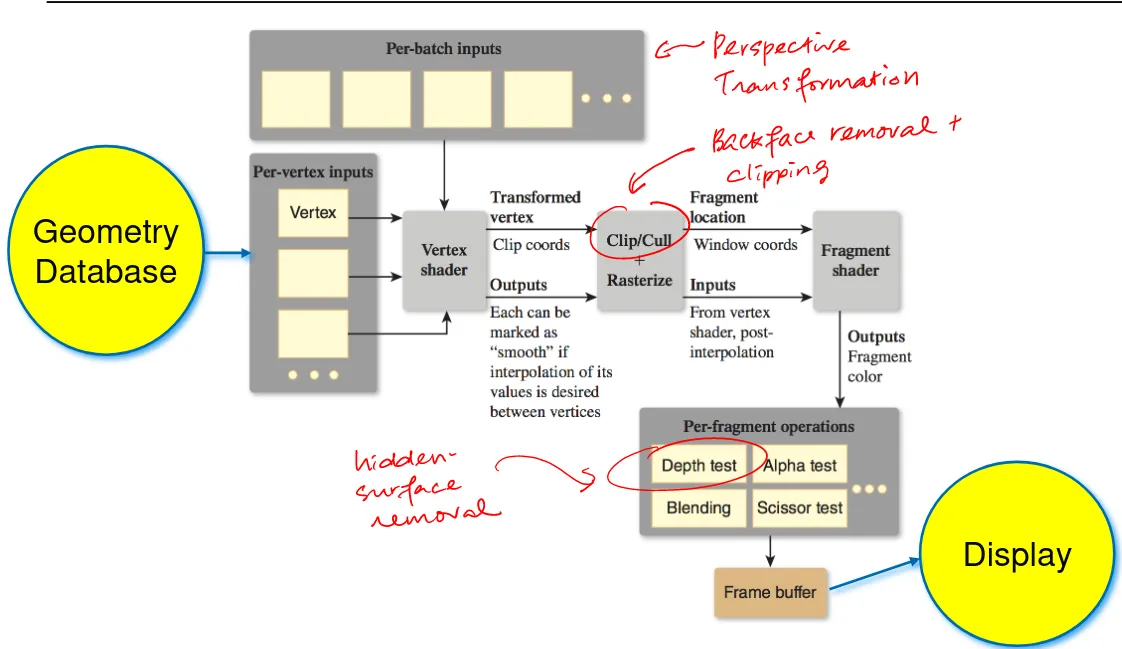 Per-batch inputs
Perspective
Transformation
Backface removal +
clipping
Per-vertex inputs
Vertex
Geometry
Database
Vertex
shader
Transformed
vertex
Clip coords
Outputs
Each can be
marked as
“smooth” if
interpolation of its
values is desired
between vertices
Clip/Cull
+
Rasterize
Fragment
location
Window coords
Inputs
From vertex
shader, post-
interpolation
Fragment
shader
Outputs
Fragment
color
Per-fragment operations
Depth test
Alpha test
Blending
Scissor test
hidden-
surface
removal
Frame buffer
Display